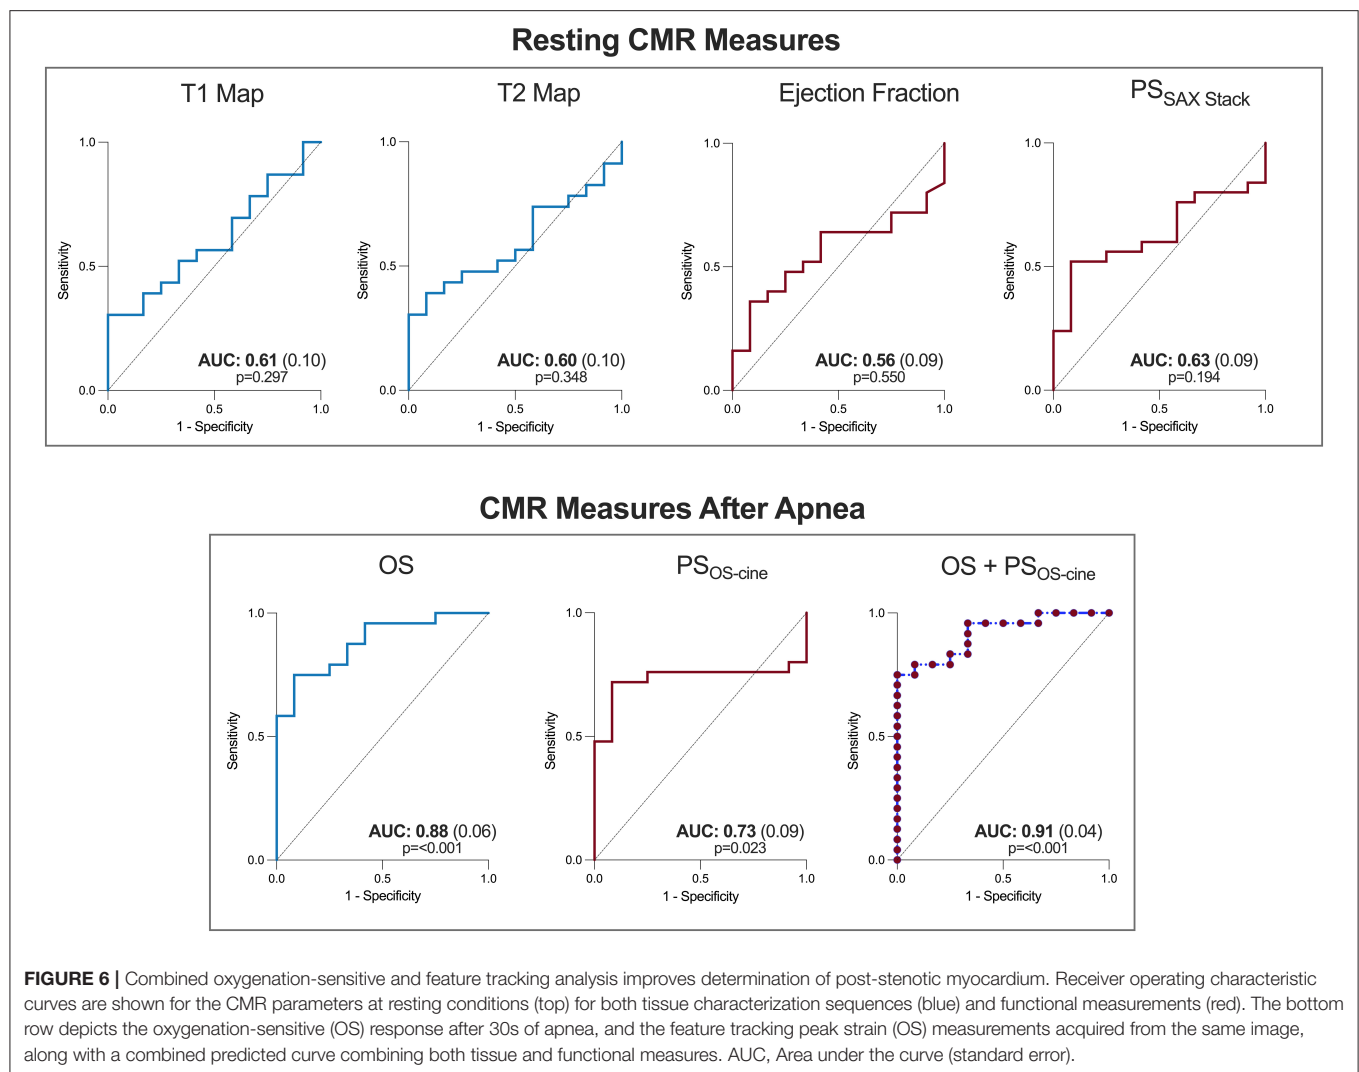 Resting CMR Measures
T1 Map
1.0
0.5
0.0
Sensitivity
AUC: 0.61 (0.10)
p=0.297
0.0 0.5 1.0
1 - Specificity
T2 Map
1.0
0.5
0.0
Sensitivity
AUC: 0.60 (0.10)
p=0.348
0.0 0.5 1.0
1 - Specificity
Ejection Fraction
1.0
0.5
0.0
Sensitivity
AUC: 0.56 (0.09)
p=0.550
0.0 0.5 1.0
1 - Specificity
PSSAX Stack
1.0
0.5
0.0
Sensitivity
AUC: 0.63 (0.09)
p=0.194
0.0 0.5 1.0
1 - Specificity
CMR Measures After Apnea
OS
1.0
0.5
0.0
Sensitivity
AUC: 0.88 (0.06)
p=<0.001
0.0 0.5 1.0
1 - Specificity
PSOS-cine
1.0
0.5
0.0
Sensitivity
AUC: 0.73 (0.09)
p=0.023
0.0 0.5 1.0
1 - Specificity
OS + PSOS-cine
1.0
0.5
0.0
Sensitivity
AUC: 0.91 (0.04)
p=<0.001
0.0 0.5 1.0
1 - Specificity
FIGURE 6 | Combined oxygenation-sensitive and feature tracking analysis improves determination of post-stenotic myocardium. Receiver operating characteristic
curves are shown for the CMR parameters at resting conditions (top) for both tissue characterization sequences (blue) and functional measurements (red). The bottom
row depicts the oxygenation-sensitive (OS) response after 30s of apnea, and the feature tracking peak strain (OS) measurements acquired from the same image,
along with a combined predicted curve combining both tissue and functional measures. AUC, Area under the curve (standard error).